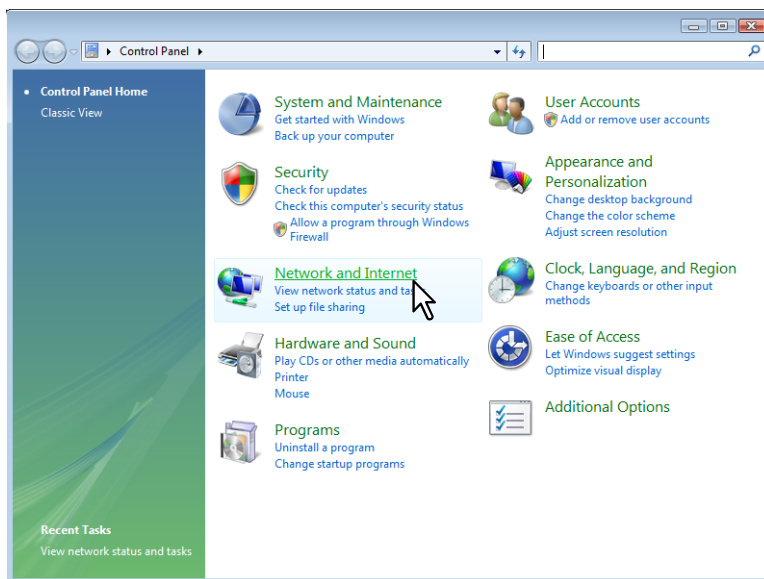 Control Panel
Control Panel Home
Classic View
Recent Tasks
View network status and tasks
System and Maintenance
Get started with Windows
Back up your computer
Security
Check for updates
Check this computer's security status
Allow a program through Windows
Firewall
Network and Internet
View network status and
Set up file sharing
Hardware and Sound
Play CDs or other media automatically
Printer
Mouse
Programs
Uninstall a program
Change startup programs
User Accounts
Add or remove user accounts
Appearance and
Personalization
Change desktop background
Change the color scheme
Adjust screen resolution
Clock, Language, and Region
Change keyboards or other input
methods
Ease of Access
Let Windows suggest settings
Optimize visual display
Additional Options